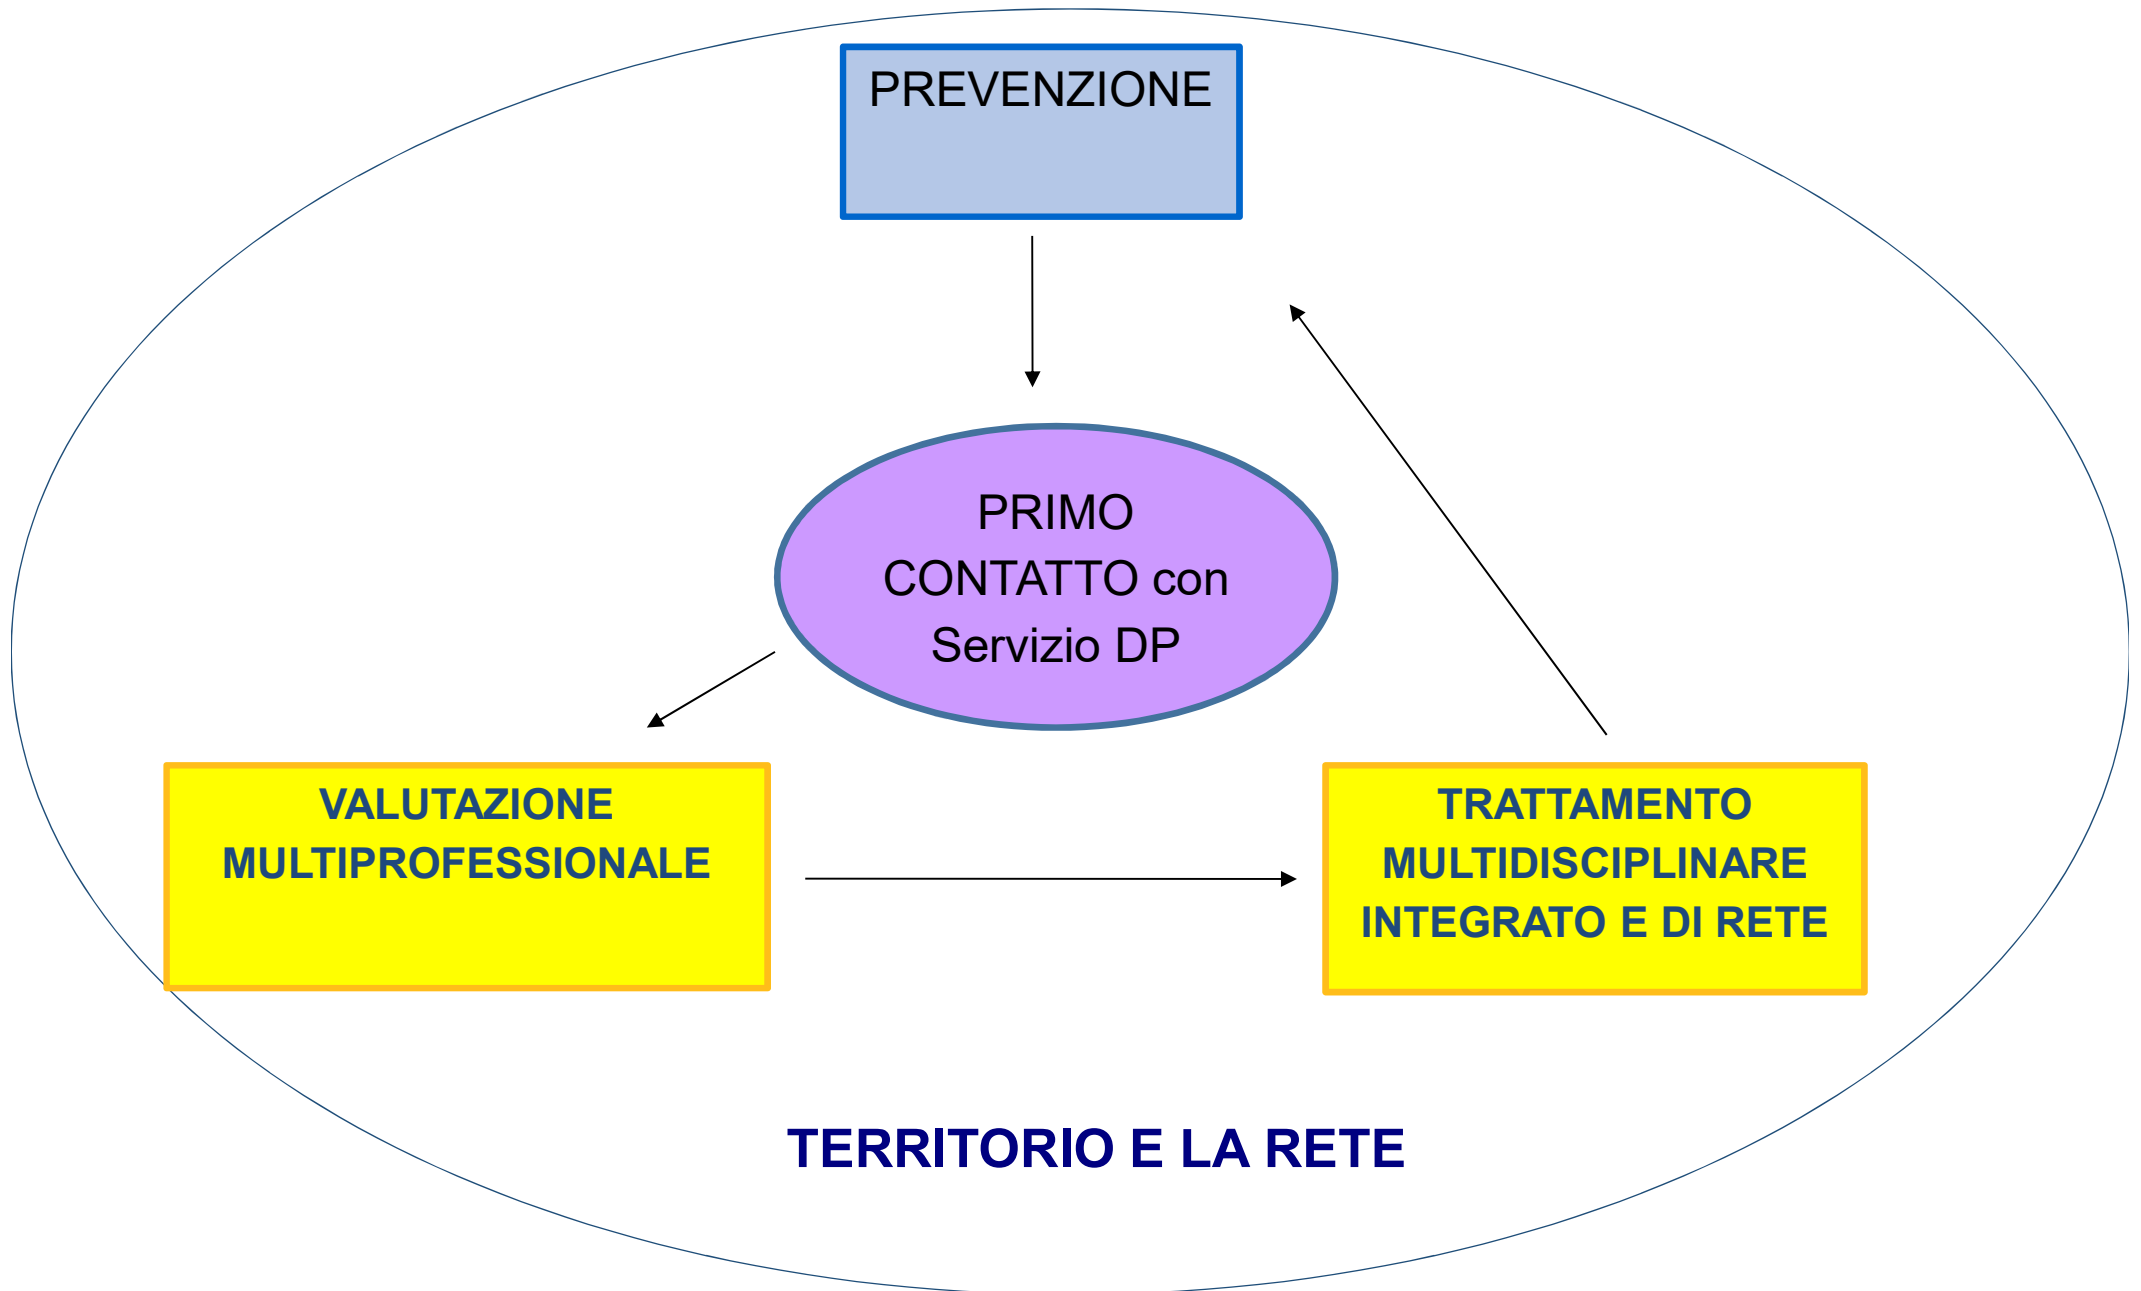 PREVENZIONE
PRIMO
CONTATTO con
Servizio DP
VALUTAZIONE
MULTIPROFESSIONALE
TRATTAMENTO
MULTIDISCIPLINARE
INTEGRATO E DI RETE
TERRITORIO E LA RETE